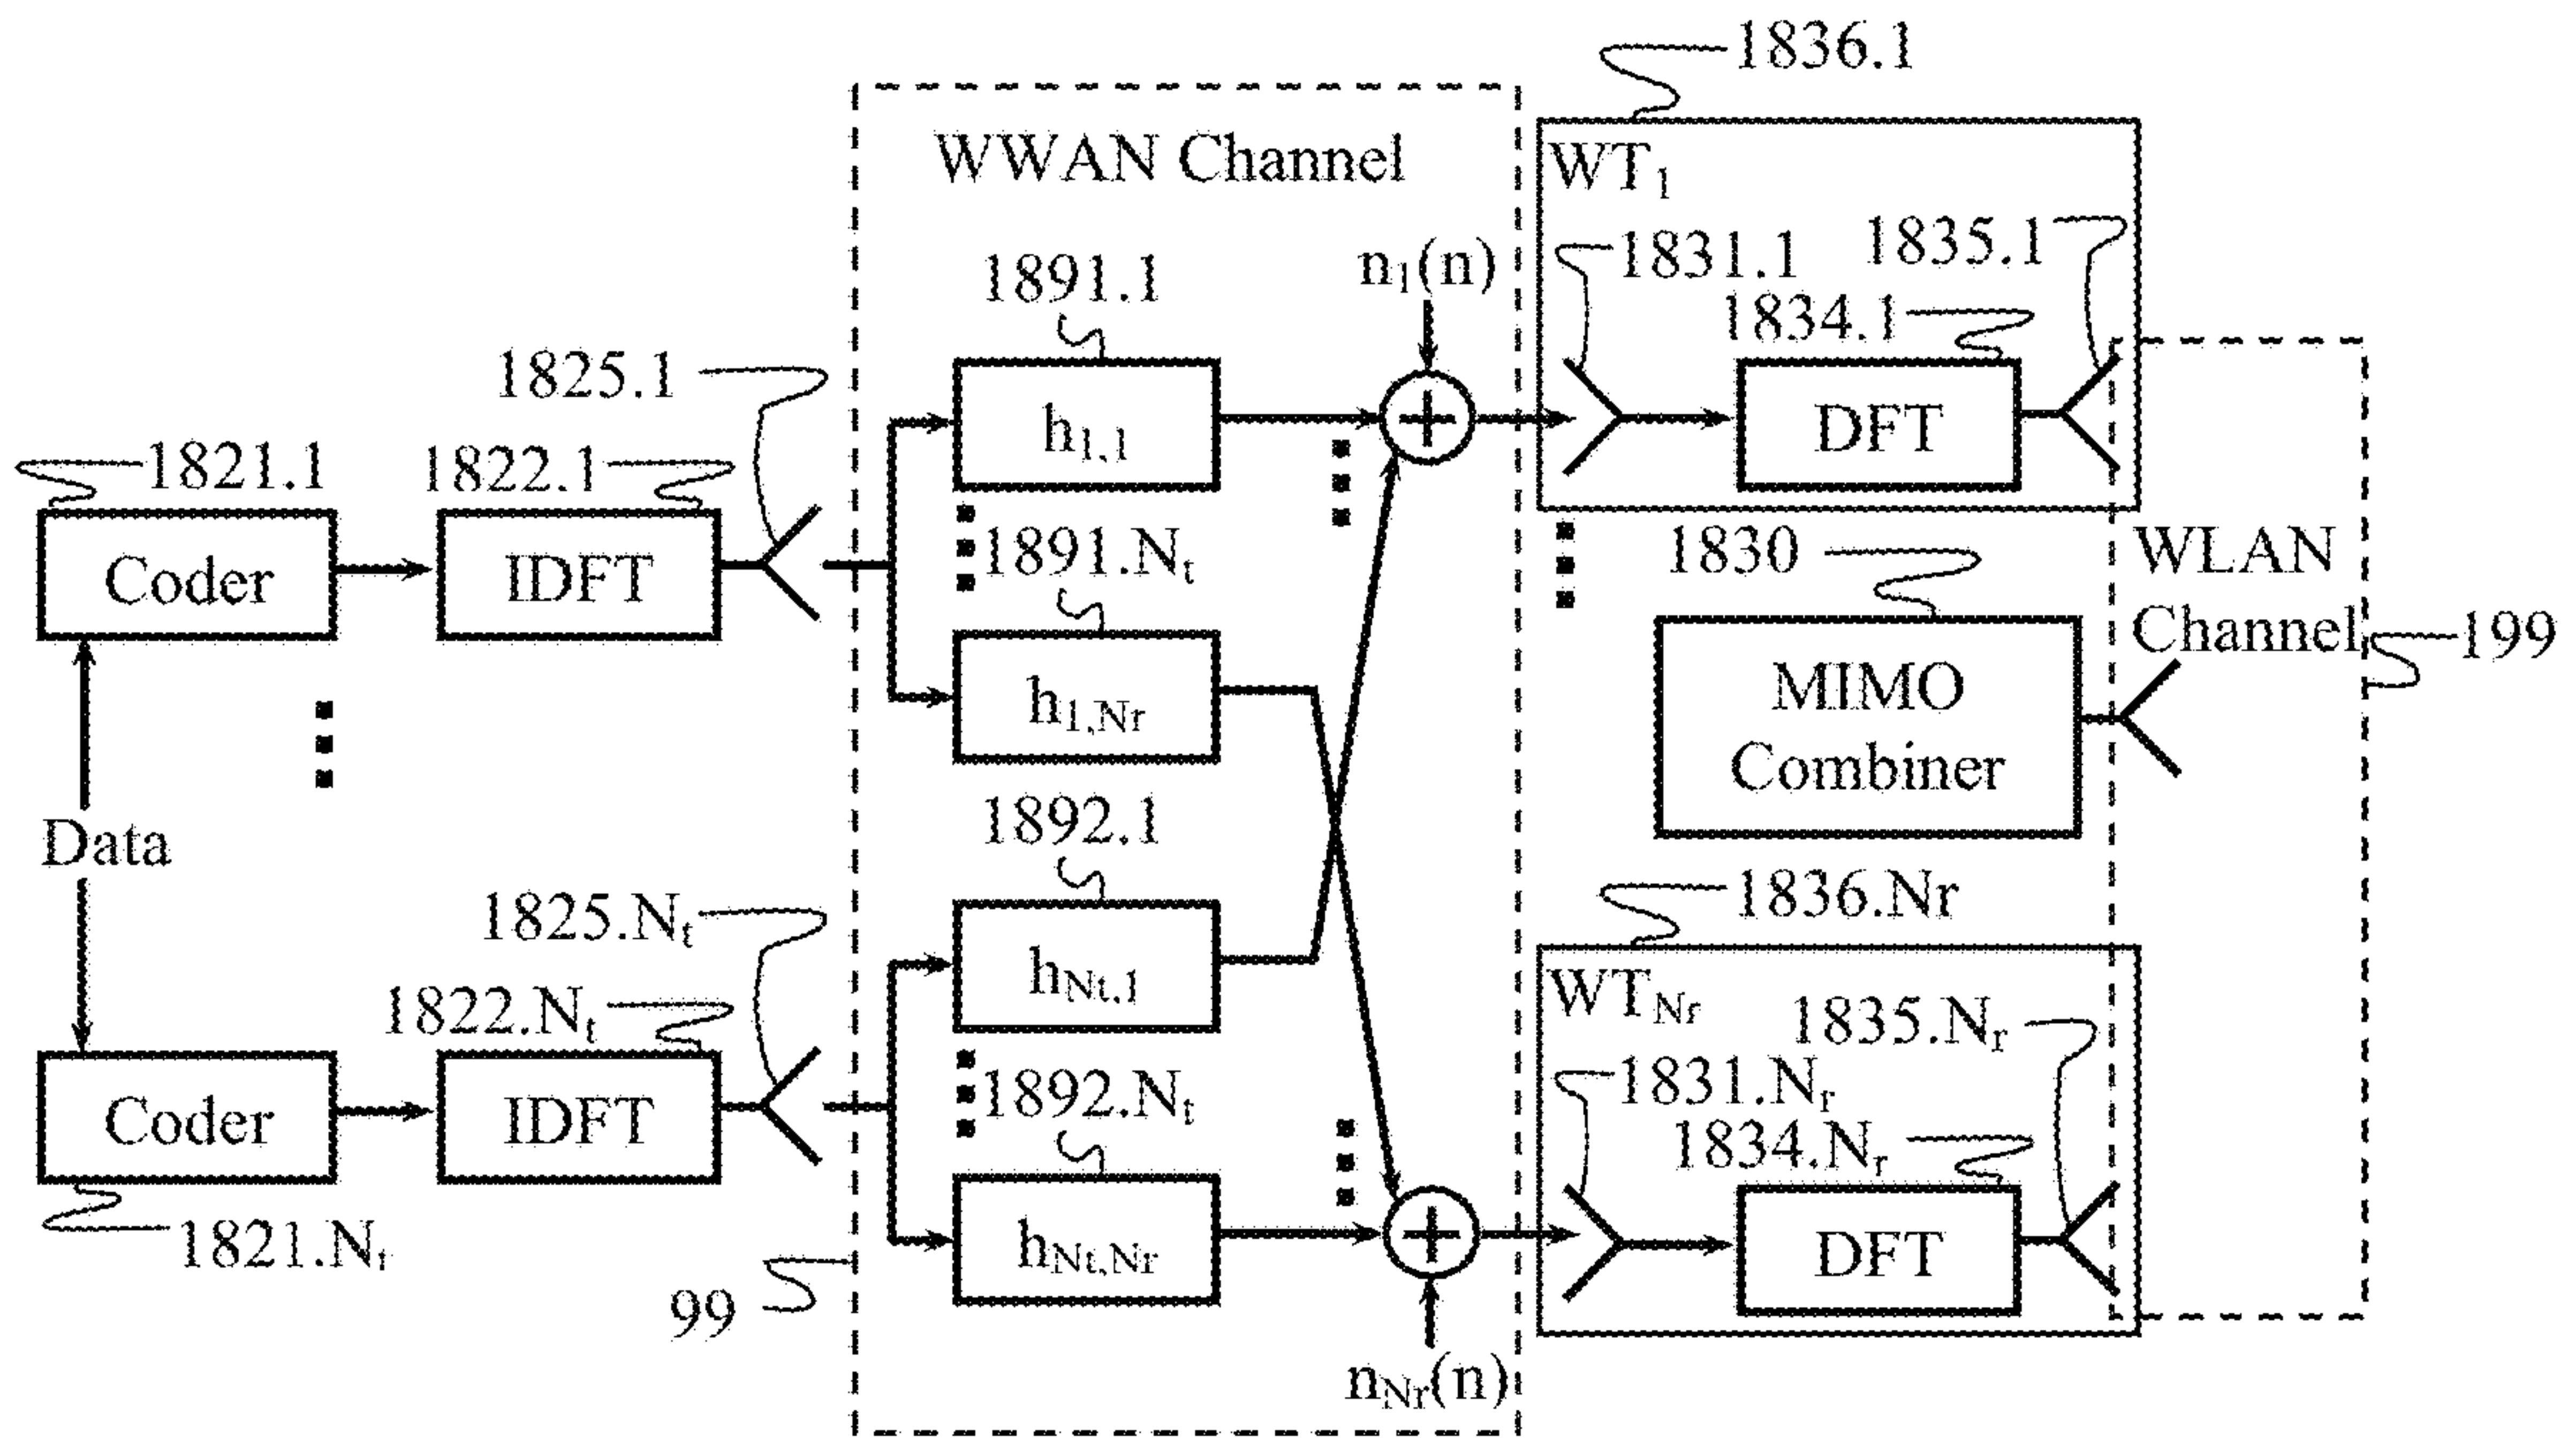 1836.1
WWAN Channel
WT1
1831.1
1835.1
n1(n)
1891.1
1834.1
1825.1
h1,1
DFT
1821.1
1822.1
Coder
IDFT
1891.Nt
1830
WLAN
Channel
199
h1,Nr
MIMO
Combiner
Data
1892.1
1836.Nr
1825.Nt
hNt,1
WTNr
1835.Nr
1822.Nt
1831.Nr
1892.Nt
1834.Nr
Coder
IDFT
hNt,Nr
DFT
1821.Nt
99
nNr(n)